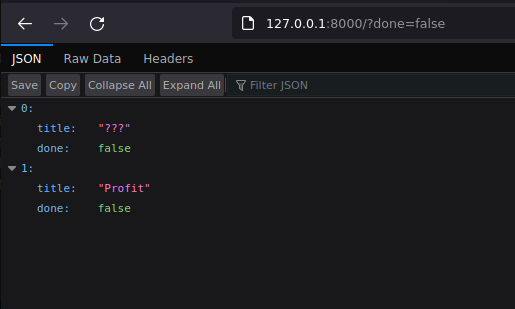 127.0.0.1:8000/?done=false
JSON Raw Data Headers
Save Copy Collapse All Expand All Filter JSON
0:
title: "???"
done: false
1:
title: "Profit"
done: false